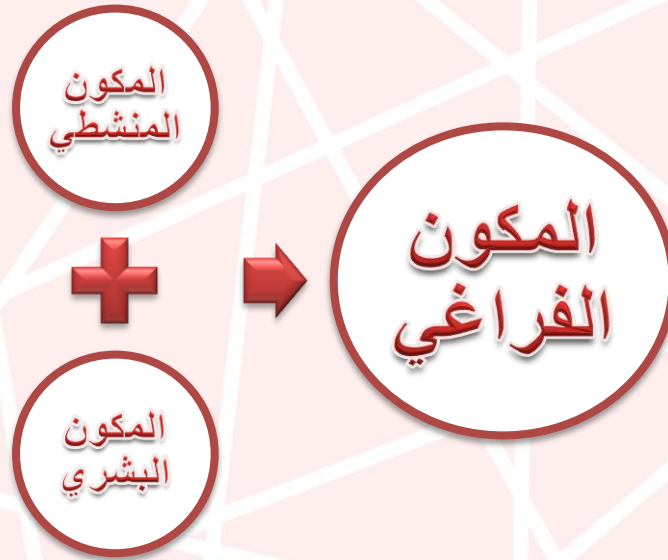 المكون
المنشطي
المكون
البشري
المكون
الفراغي